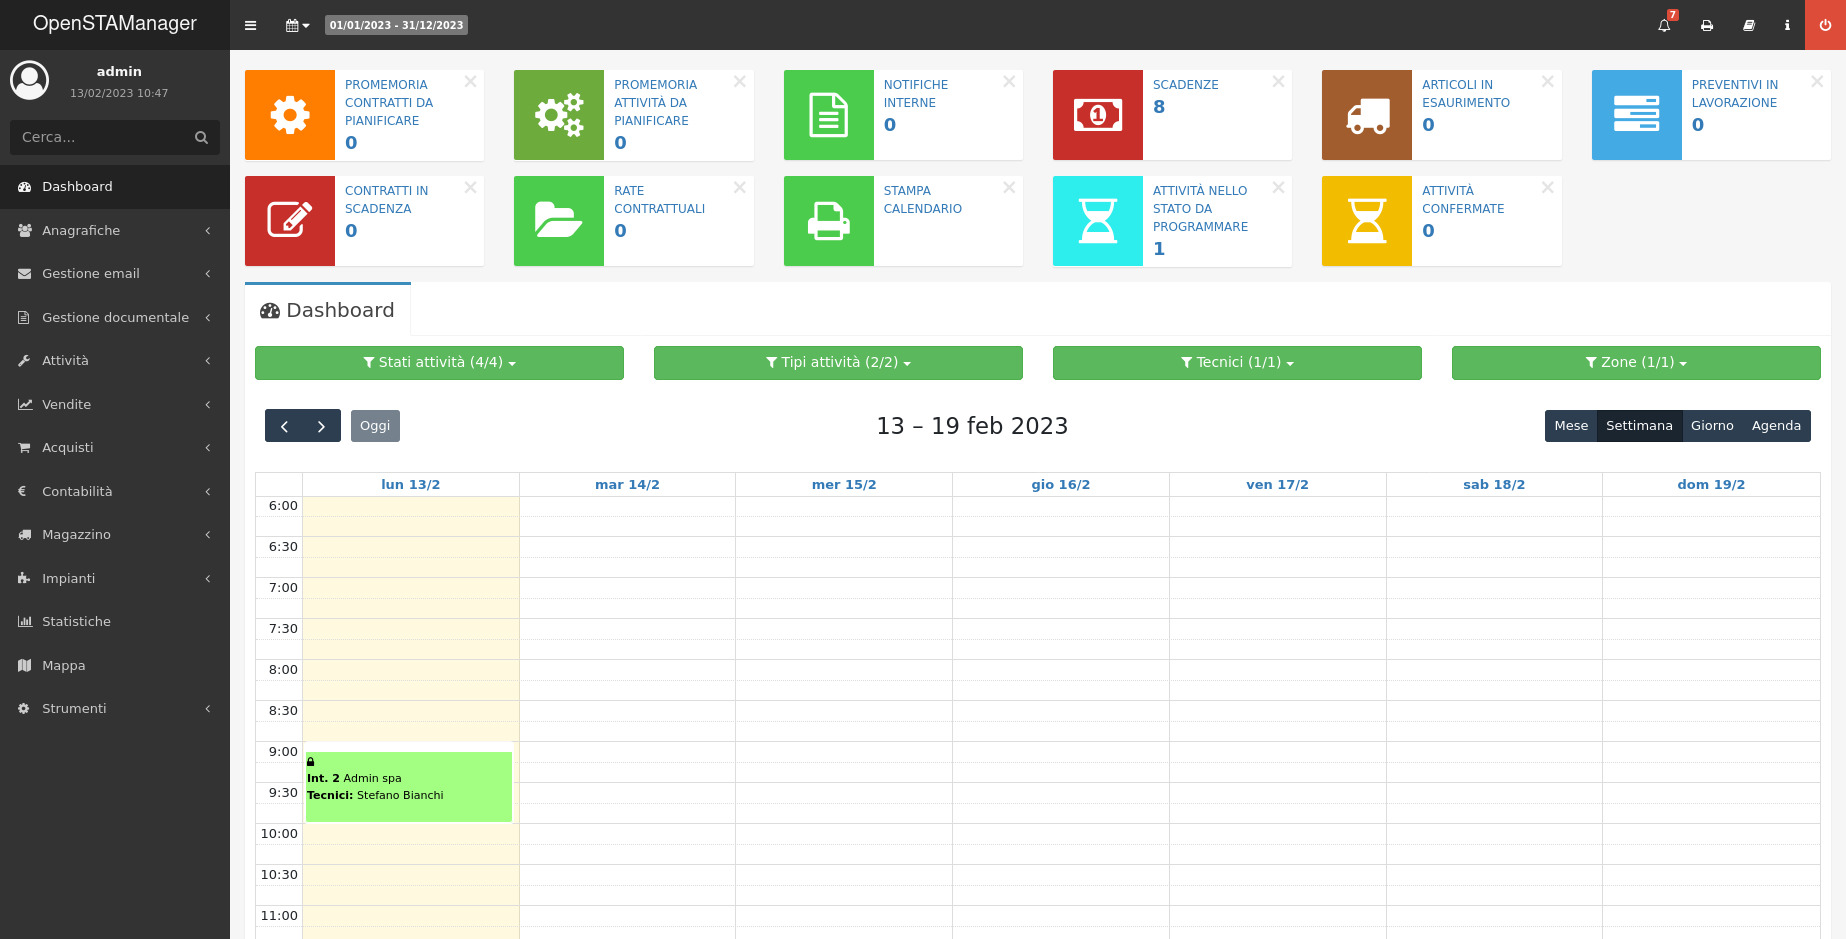 OpenSTAManager
01/01/2023 - 31/12/2023
7
admin
13/02/2023 10:47
Cerca...
Dashboard
Anagrafiche
Gestione email
Gestione documentale
Attività
Vendite
Acquisti
Contabilità
Magazzino
Impianti
Statistiche
Mappa
Strumenti
PROMEMORIA
CONTRATTI DA
PIANIFICARE
0
PROMEMORIA
ATTIVITÀ DA
PIANIFICARE
0
NOTIFICHE
INTERNE
0
SCADENZE
8
ARTICOLI IN
ESAURIMENTO
0
PREVENTIVI IN
LAVORAZIONE
0
CONTRATTI IN
SCADENZA
0
RATE
CONTRATTUALI
0
STAMPA
CALENDARIO
ATTIVITÀ NELLO
STATO DA
PROGRAMMARE
1
ATTIVITÀ
CONFERMATE
0
Dashboard
Stati attività (4/4)
Tipi attività (2/2)
Tecnici (1/1)
Zone (1/1)
Oggi
13 – 19 feb 2023
Mese
Settimana
Giorno
Agenda
lun 13/2
mar 14/2
mer 15/2
gio 16/2
ven 17/2
sab 18/2
dom 19/2
6:00
6:30
7:00
7:30
8:00
8:30
9:00
Int. 2 Admin spa
9:30
Tecnici: Stefano Bianchi
10:00
10:30
11:00